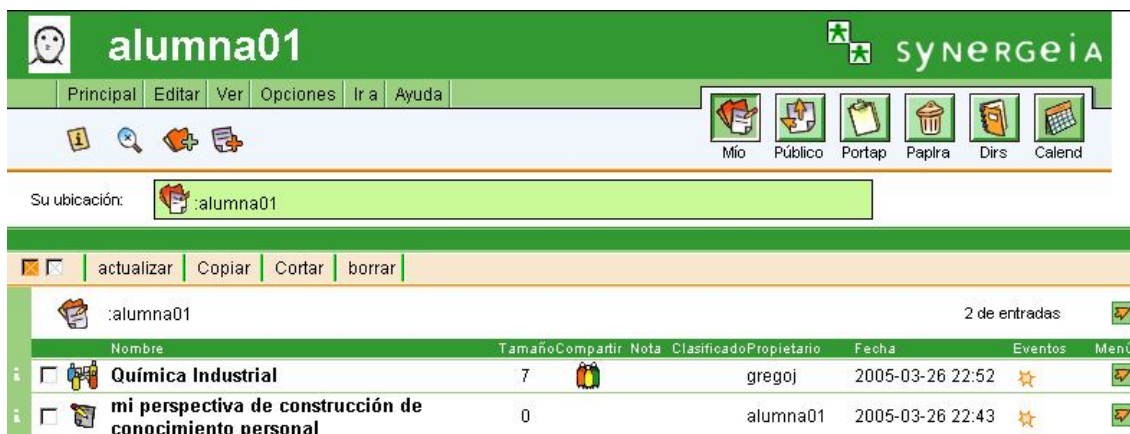 alumna01
synergeia
Principal Editar Ver Opciones Ir a Ayuda
Mío Público Portap Paplra Dirs Calend
Su ubicación: :alumna01
actualizar Copiar Cortar borrar
:alumna01 2 de entradas
Nombre Tamaño Compartir Nota Clasificado Propietario Fecha Eventos Menú
Química Industrial 7 gregoj 2005-03-26 22:52
mi perspectiva de construcción de 0 alumna01 2005-03-26 22:43
conocimiento personal